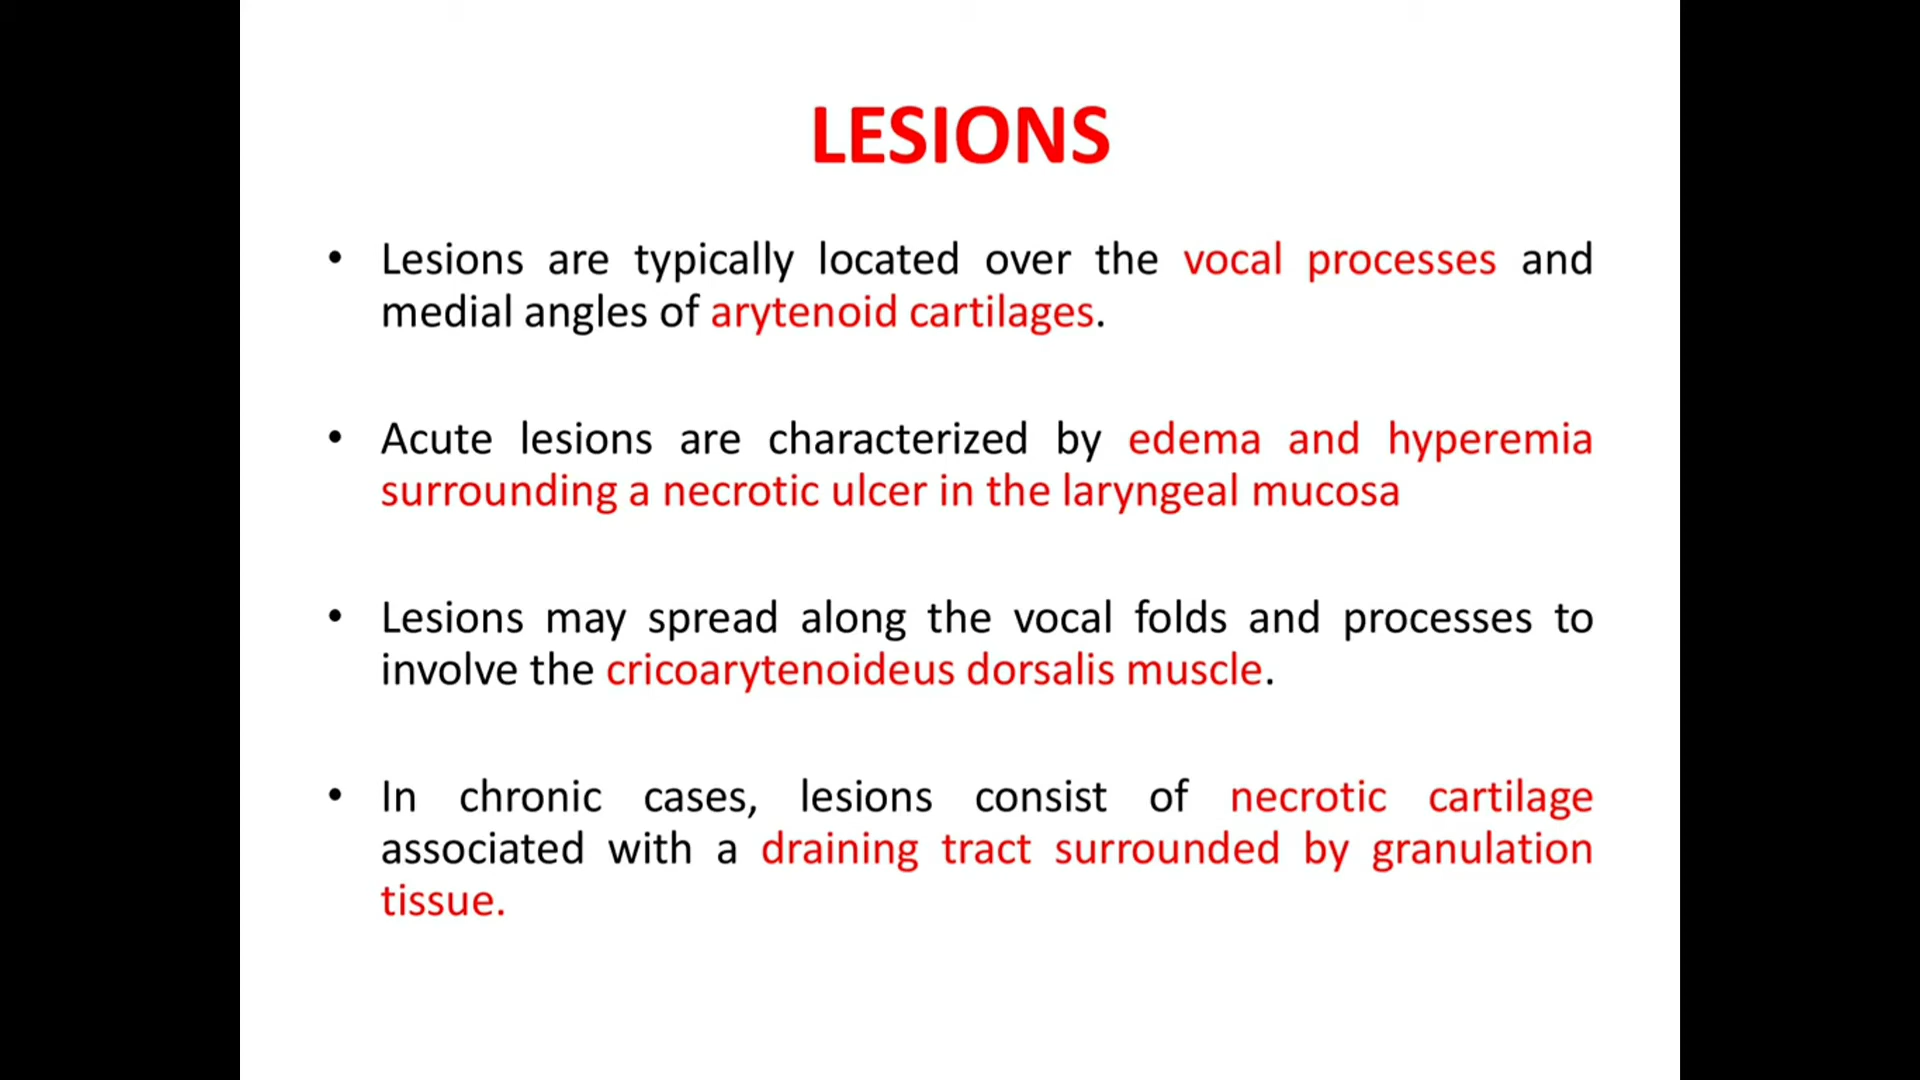 LESIONS
• Lesions are typically located over the vocal processes and
medial angles of arytenoid cartilages.
• Acute lesions are characterized by edema and hyperemia
surrounding a necrotic ulcer in the laryngeal mucosa
• Lesions may spread along the vocal folds and processes to
involve the cricoarytenoideus dorsalis muscle.
• In chronic cases, lesions consist of necrotic cartilage
associated with a draining tract surrounded by granulation
tissue.